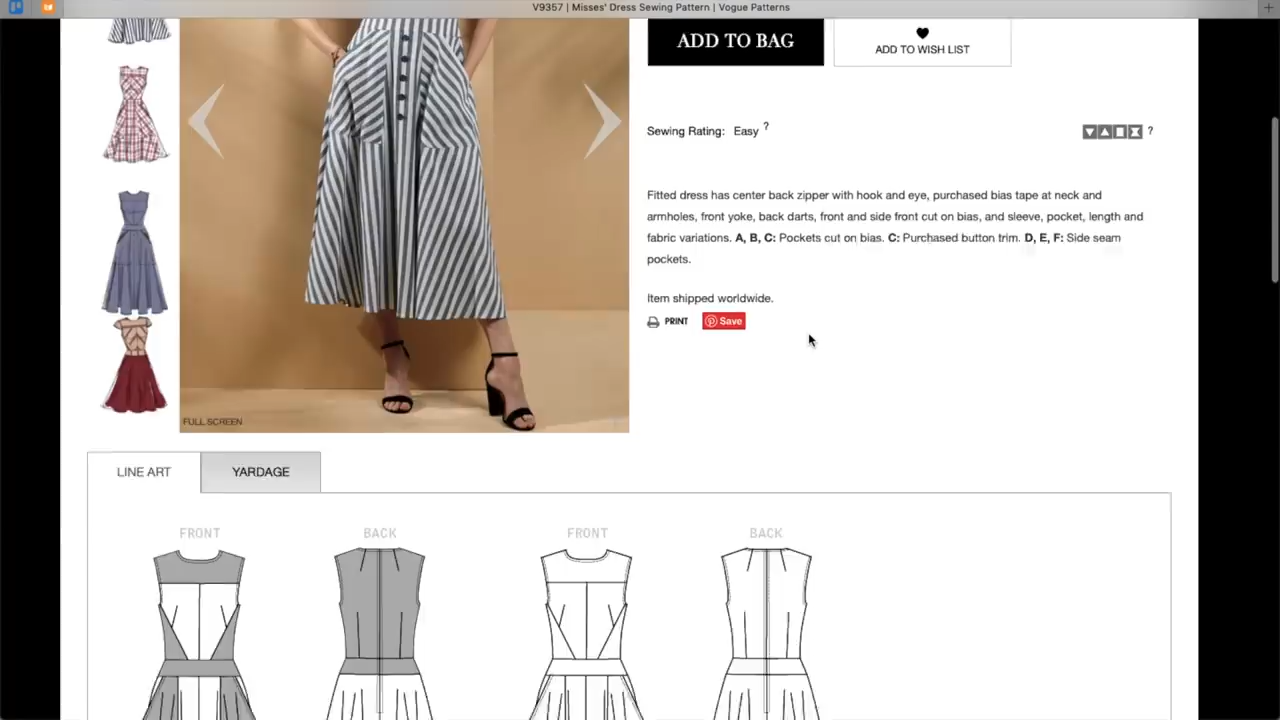 V9357 | Misses' Dress Sewing Pattern | Vogue Patterns
ADD TO BAG
ADD TO WISH LIST
Sewing Rating: Easy ?
?
Fitted dress has center back zipper with hook and eye, purchased bias tape at neck and
armholes, front yoke, back darts, front and side front cut on bias, and sleeve, pocket, length and
fabric variations. A, B, C: Pockets cut on bias. C: Purchased button trim. D, E, F: Side seam
pockets.
Item shipped worldwide.
PRINT Save
FULL SCREEN
LINE ART YARDAGE
FRONT BACK FRONT BACK